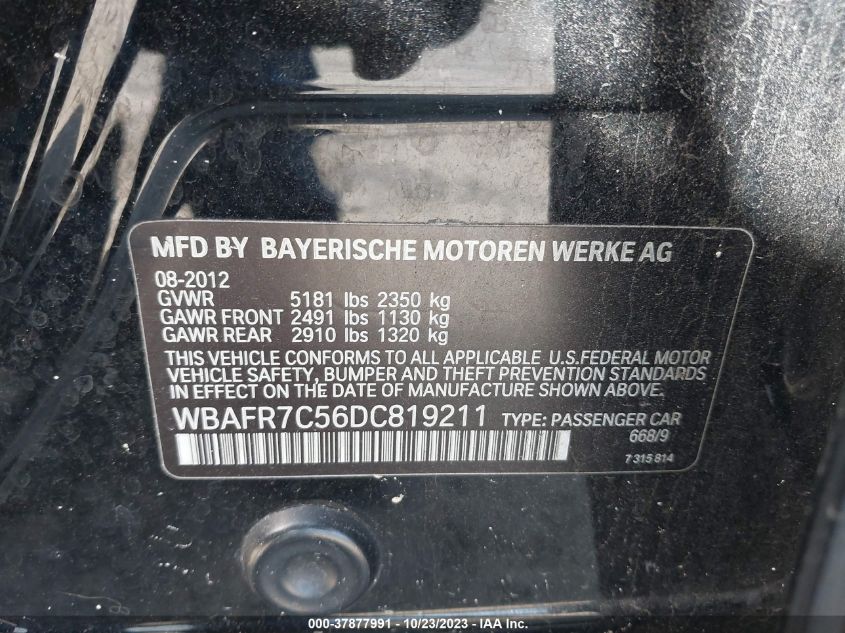 MFD BY BAYERISCHE MOTOREN WERKE AG
08-2012
GVWR 5181 lbs 2350 kg
GAWR FRONT 2491 lbs 1130 kg
GAWR REAR 2910 lbs 1320 kg
THIS VEHICLE CONFORMS TO ALL APPLICABLE U.S.FEDERAL MOTOR
VEHICLE SAFETY, BUMPER AND THEFT PREVENTION STANDARDS
IN EFFECT ON THE DATE OF MANUFACTURE SHOWN ABOVE.
WBAFR7C56DC819211 TYPE: PASSENGER CAR
668/9
7 315 814
000-37877991 - 10/23/2023 - IAA Inc.